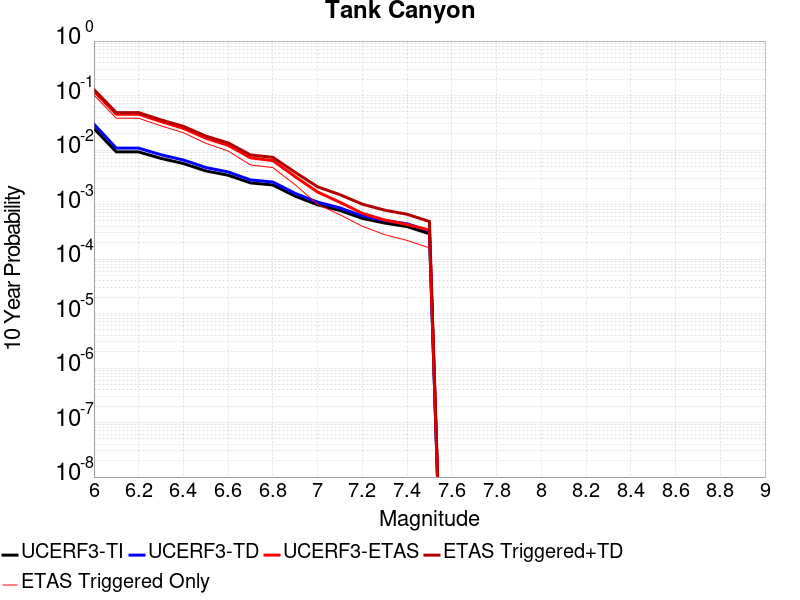 Tank Canyon
10 0
10 -1
10 -2
10 -3
10 -4
10 -5
10 -6
10 -7
10 -8
10 Year Probability
6 6.2 6.4 6.6 6.8 7 7.2 7.4 7.6 7.8 8 8.2 8.4 8.6 8.8 9
Magnitude
UCERF3-TI UCERF3-TD UCERF3-ETAS ETAS Triggered+TD
ETAS Triggered Only